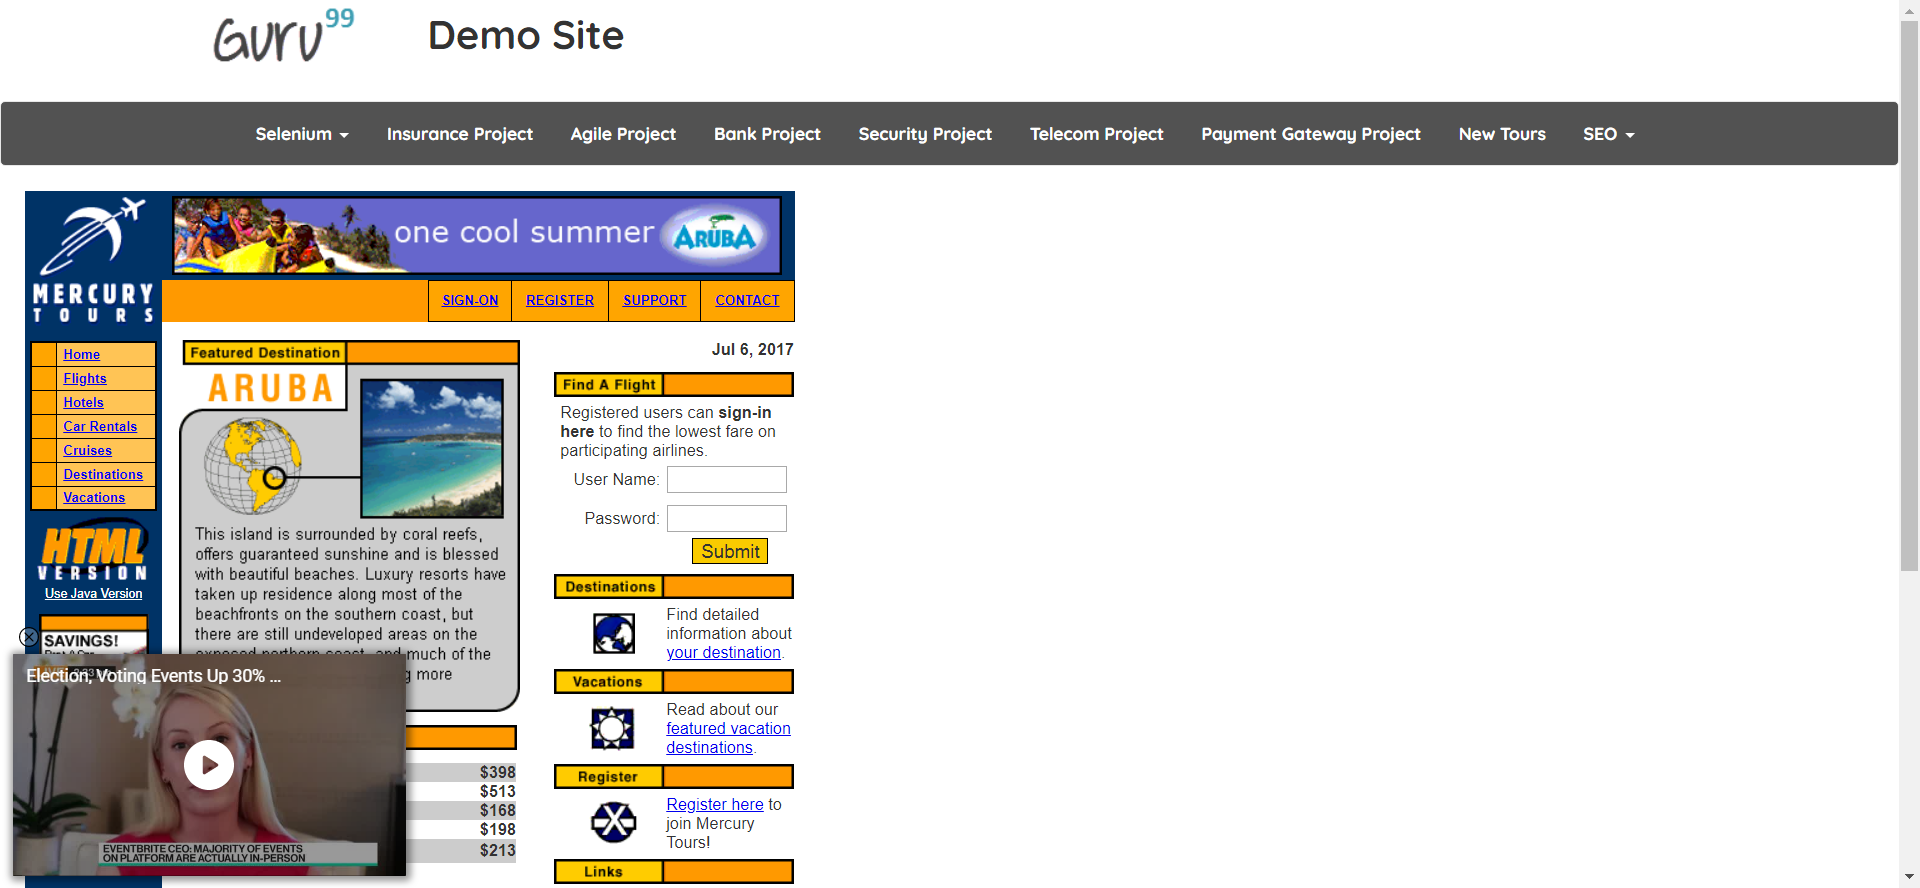 Guru99
Demo Site
Selenium
Insurance Project
Agile Project
Bank Project
Security Project
Telecom Project
Payment Gateway Project
New Tours
SEO
one cool summer
ARUBA
MERCURY
TOURS
SIGN-ON
REGISTER
SUPPORT
CONTACT
Home
Flights
Hotels
Car Rentals
Cruises
Destinations
Vacations
HTML
VERSION
Use Java Version
SAVINGS!
Featured Destination
ARUBA
This island is surrounded by coral reefs,
offers guaranteed sunshine and is blessed
with beautiful beaches. Luxury resorts have
taken up residence along most of the
beachfronts on the southern coast, but
there are still undeveloped areas on the
exposed northern coast, and much of the
more
Election, Voting Events Up 30% ...
EVENTBRITE CEO: MAJORITY OF EVENTS
ON PLATFORM ARE ACTUALLY IN-PERSON
$398
$513
$168
$198
$213
Jul 6, 2017
Find A Flight
Registered users can sign-in
here to find the lowest fare on
participating airlines.
User Name:
Password:
Submit
Destinations
Find detailed
information about
your destination.
Vacations
Read about our
featured vacation
destinations.
Register
Register here to
join Mercury
Tours!
Links